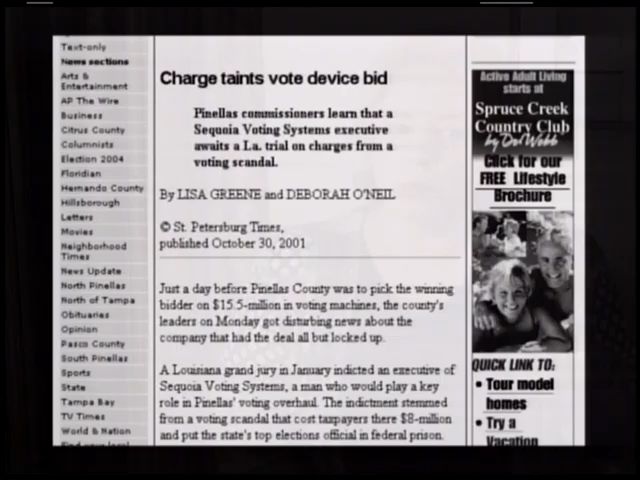 Text-only
News sections
Arts &
Entertainment
AP The Wire
Business
Citrus County
Columnists
Election 2004
Floridian
Hernando County
Hillsborough
Letters
Movies
Neighborhood
Times
News Update
North Pinellas
North of Tampa
Obituaries
Opinion
Pasco County
South Pinellas
Sports
State
Tampa Bay
TV Times
World & Nation
Find your local
Charge taints vote device bid
Pinellas commissioners learn that a
Sequoia Voting Systems executive
awaits a La. trial on charges from a
voting scandal.
By LISA GREENE and DEBORAH O'NEIL
© St. Petersburg Times,
published October 30, 2001
Just a day before Pinellas County was to pick the winning
bidder on $15.5-million in voting machines, the county's
leaders on Monday got disturbing news about the
company that had the deal all but locked up.
A Louisiana grand jury in January indicted an executive of
Sequoia Voting Systems, a man who would play a key
role in Pinellas' voting overhaul. The indictment stemmed
from a voting scandal that cost taxpayers there $8-million
and put the state's top elections official in federal prison.
Active Adult Living
starts at
Spruce Creek
Country Club
by Del Webb
Click for our
FREE Lifestyle
Brochure
QUICK LINK TO:
• Tour model
homes
• Try a
Vacation